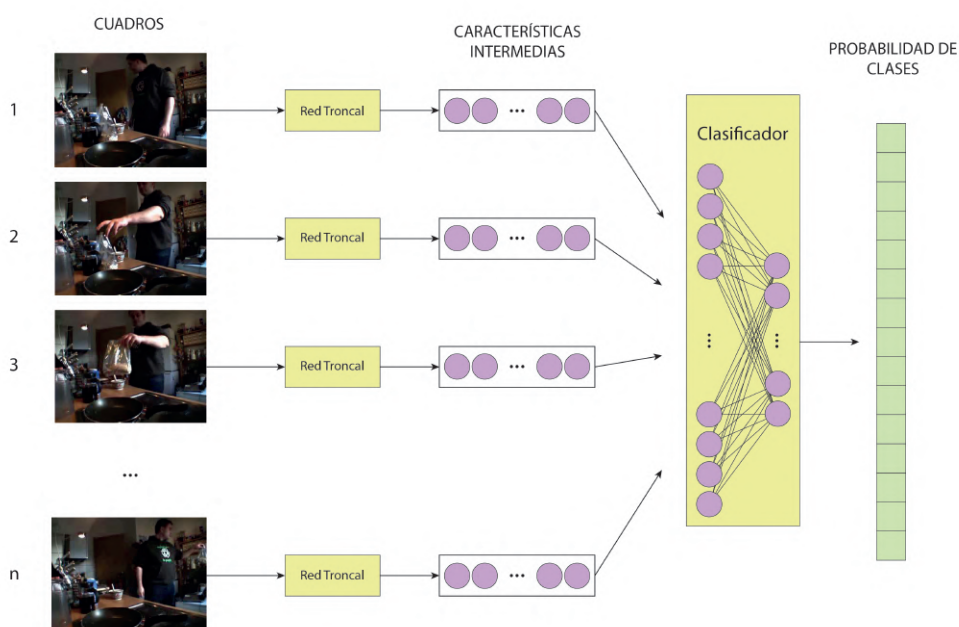 CUADROS
CARACTERÍSTICAS
INTERMEDIAS
PROBABILIDAD DE
CLASES
1
Red Troncal
...
Clasificador
2
Red Troncal
...
3
Red Troncal
...
... ...
...
n
Red Troncal
...